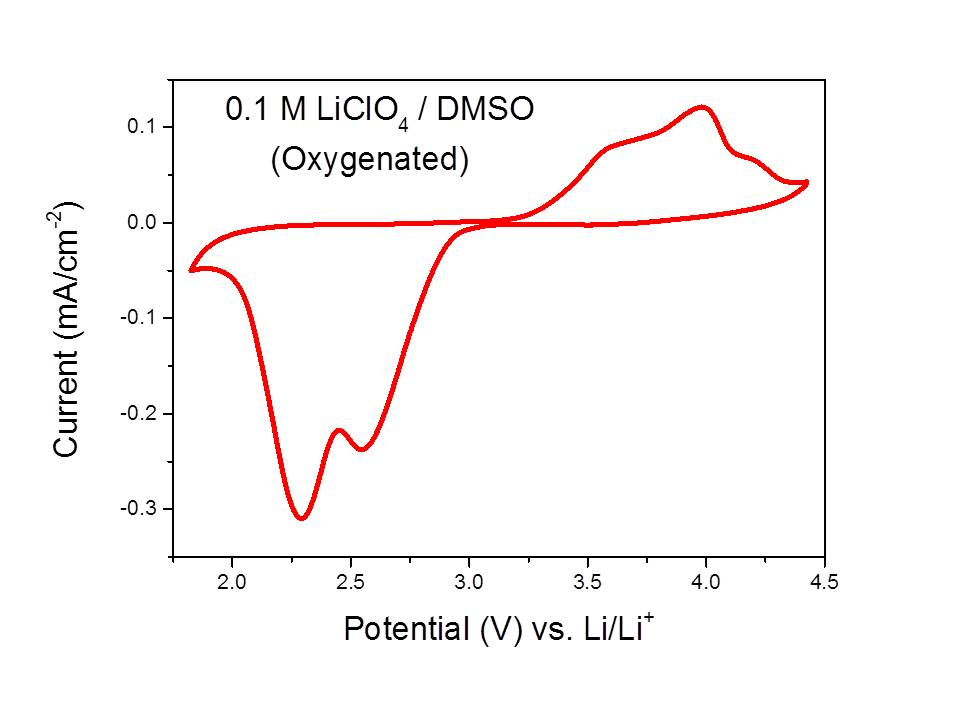 0.1 M LiClO4 / DMSO
(Oxygenated)
0.1
0.0
-0.1
-0.2
-0.3
Current (mA/cm-2)
2.0 2.5 3.0 3.5 4.0 4.5
Potential (V) vs. Li/Li+